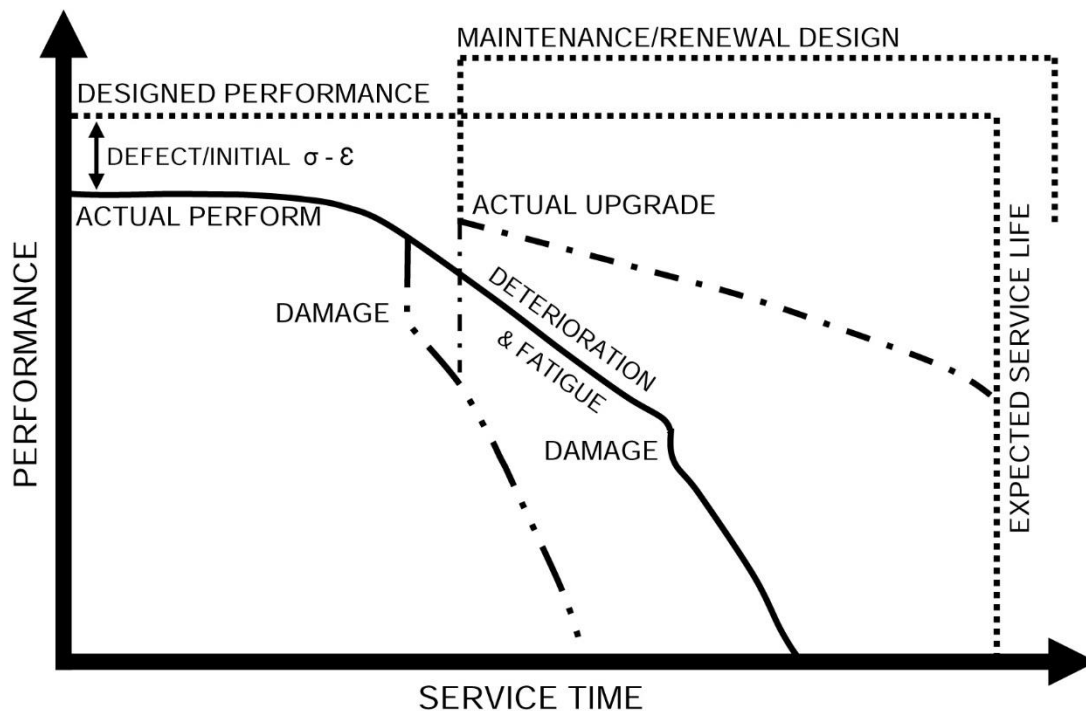 MAINTENANCE/RENEWAL DESIGN
DESIGNED PERFORMANCE
DEFECT/INITIAL σ - ε
ACTUAL PERFORM
ACTUAL UPGRADE
DAMAGE
DETERIORATION
& FATIGUE
DAMAGE
EXPECTED SERVICE LIFE
PERFORMANCE
SERVICE TIME